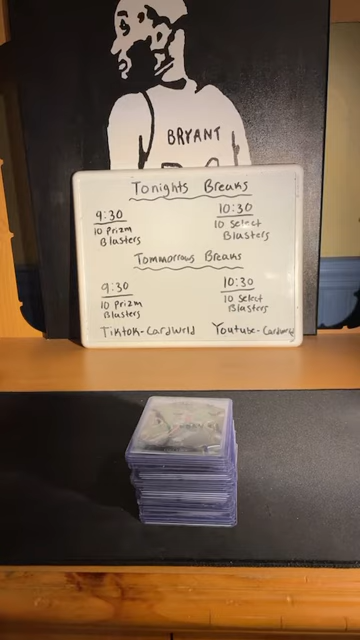 BRYANT
Tonights Breaks
9:30
10 Prizm
Blasters
10:30
10 Select
Blasters
Tommorows Breaks
9:30
10 Prizm
Blasters
10:30
10 Select
Blasters
Tiktok-Cardwrld
Youtube-Cardwrld